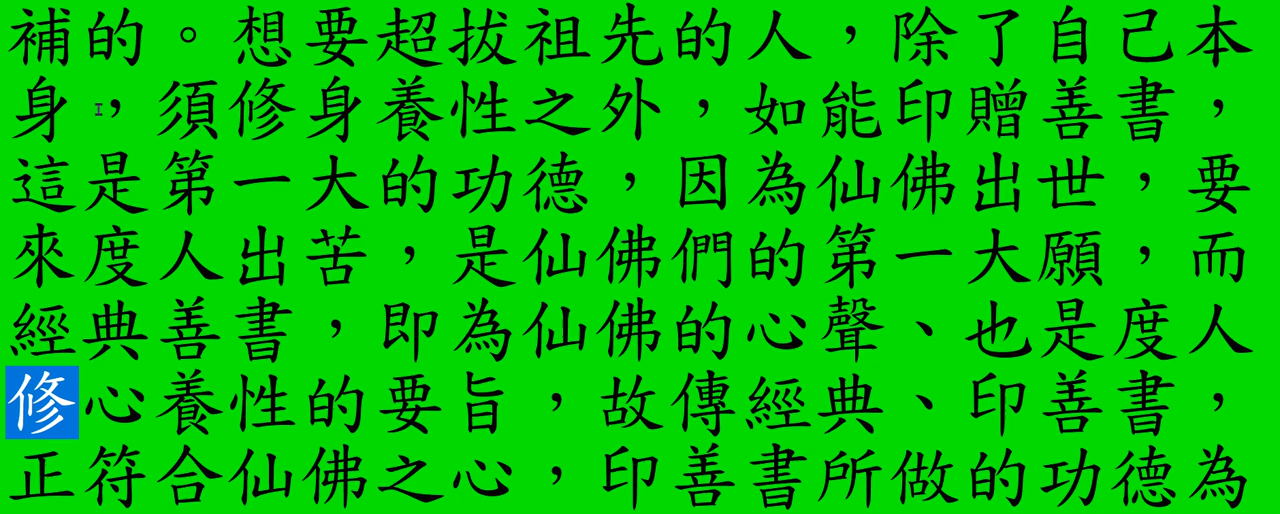 補的。想要超拔祖先的人，除了自己本
身，須修身養性之外，如能印贈善書，
這是第一大的功德，因為仙佛出世，要
來度人出苦，是仙佛們的第一大願，而
經典善書，即為仙佛的心聲、也是度人
修心養性的要旨，故傳經典、印善書，
正符合仙佛之心，印善書所做的功德為